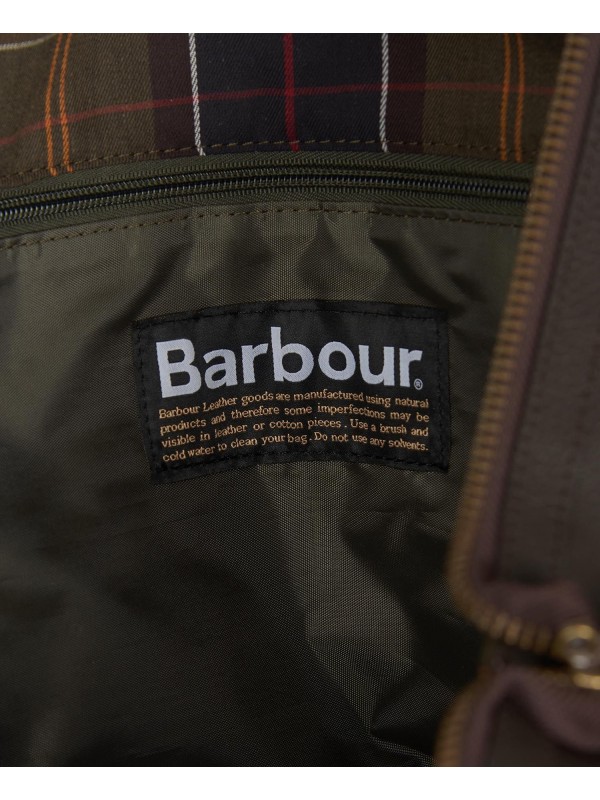 Barbour®
Barbour Leather goods are manufactured using natural
products and therefore some imperfections may be
visible in leather or cotton pieces. Use a brush and
cold water to clean your bag. Do not use any solvents.